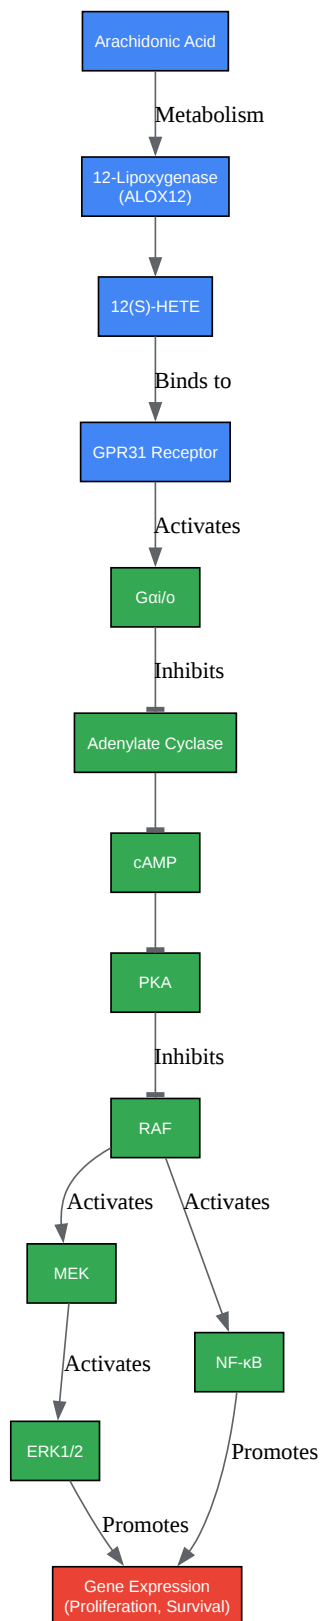 Arachidonic Acid
Metabolism
12-Lipoxygenase
(ALOX12)
12(S)-HETE
Binds to
GPR31 Receptor
Activates
Gαi/o
Inhibits
Adenylate Cyclase
cAMP
PKA
Inhibits
RAF
Activates
Activates
MEK
Activates
NF-κB
ERK1/2
Promotes
Promotes
Gene Expression
(Proliferation, Survival)